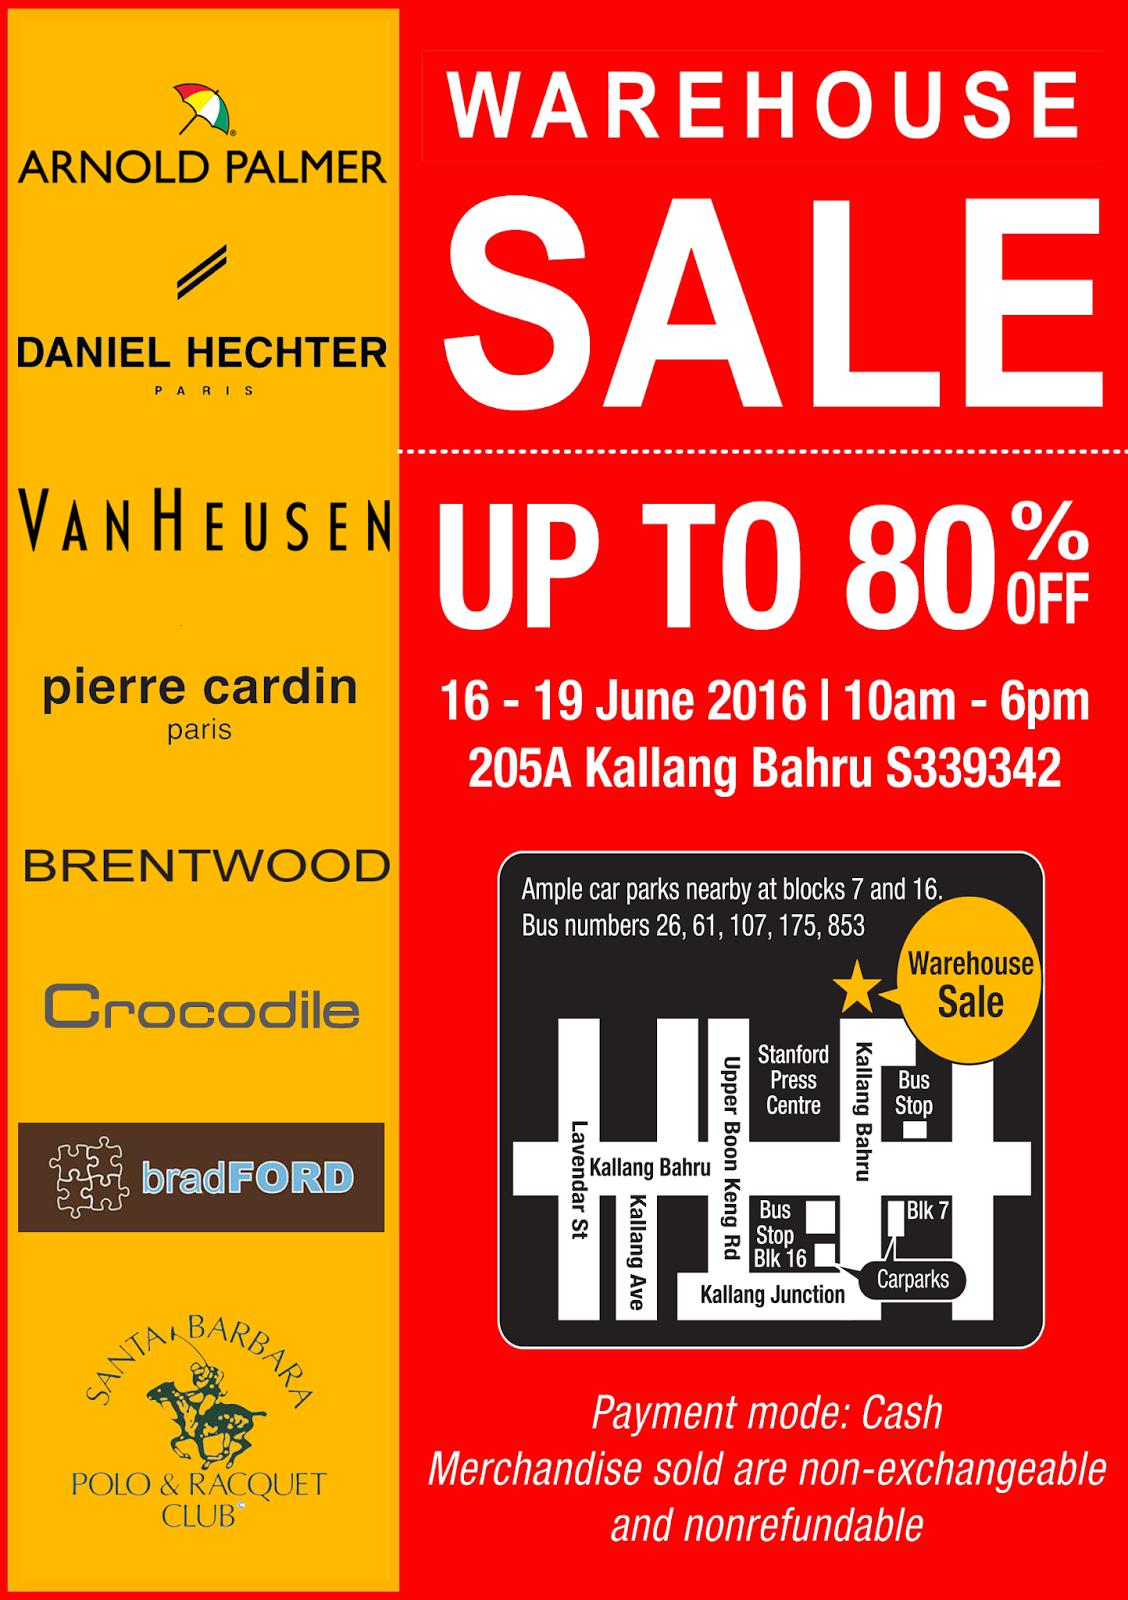 ARNOLD PALMER
DANIEL HECHTER
PARIS
VANHEUSEN
pierre cardin
paris
BRENTWOOD
Crocodile
bradFORD
SANTA BARBARA
POLO & RACQUET
CLUB
WAREHOUSE
SALE
UP TO 80% OFF
16 - 19 June 2016 | 10am - 6pm
205A Kallang Bahru S339342
Ample car parks nearby at blocks 7 and 16.
Bus numbers 26, 61, 107, 175, 853
Warehouse
Sale
Stanford
Press
Centre
Kallang Bahru
Bus
Stop
Upper Boon Keng Rd
Lavendar St
Kallang Bahru
Kallang Ave
Bus
Stop
Blk 16
Blk 7
Carparks
Kallang Junction
Payment mode: Cash
Merchandise sold are non-exchangeable
and nonrefundable